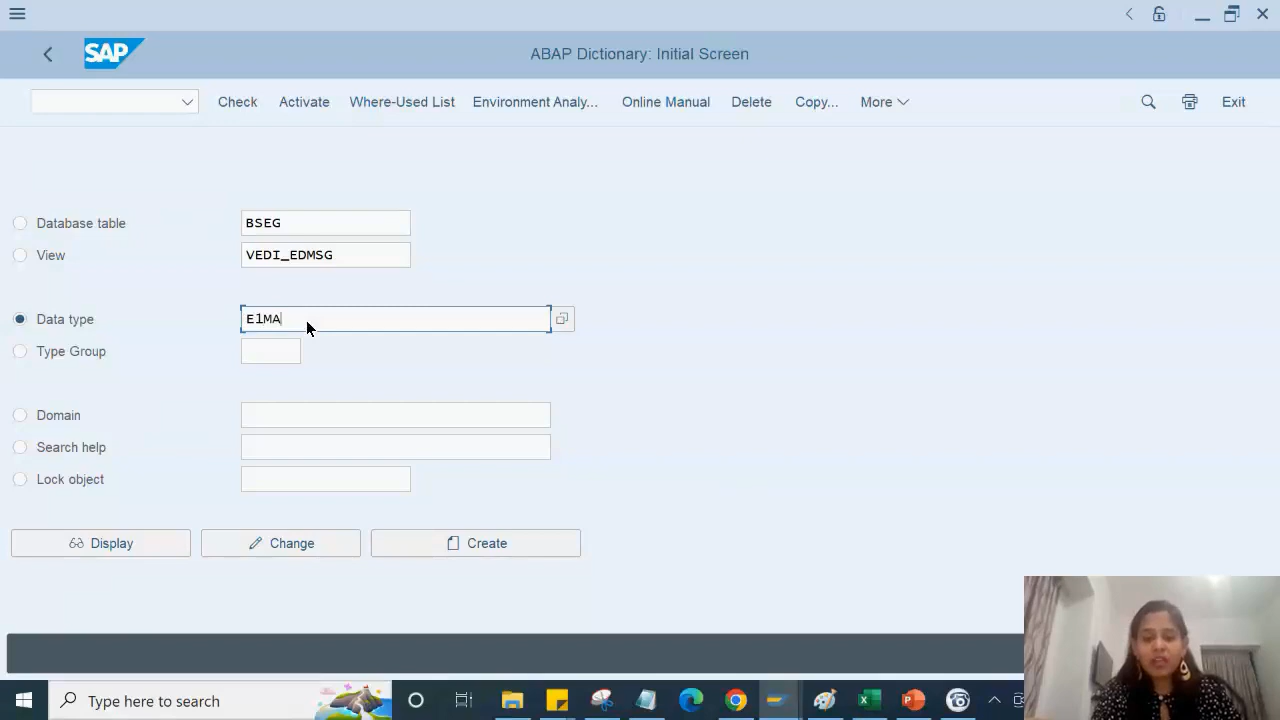 SAP
ABAP Dictionary: Initial Screen
Check Activate Where-Used List Environment Analy... Online Manual Delete Copy... More Exit
Database table BSEG
View VEDI_EDMSG
Data type E1MA
Type Group
Domain
Search help
Lock object
Display Change Create
Type here to search